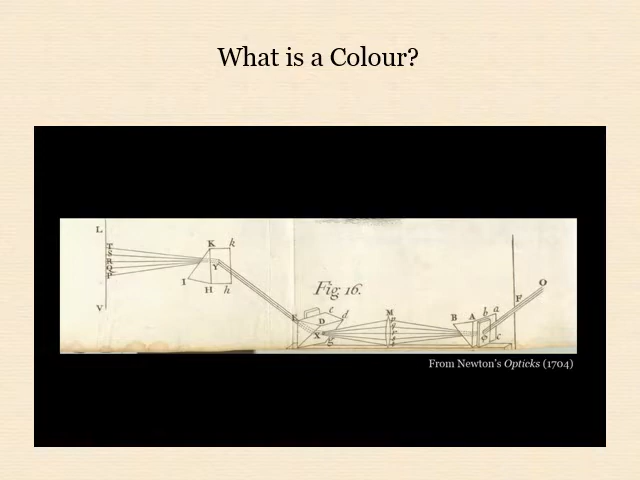 What is a Colour?
L
T
S
R
Q
P
V
K k
Y
I
H h
Fig 16.
E c d
D
X g
M
p
q
r
s
t
B A b a
c
F
O
From Newton's Opticks (1704)